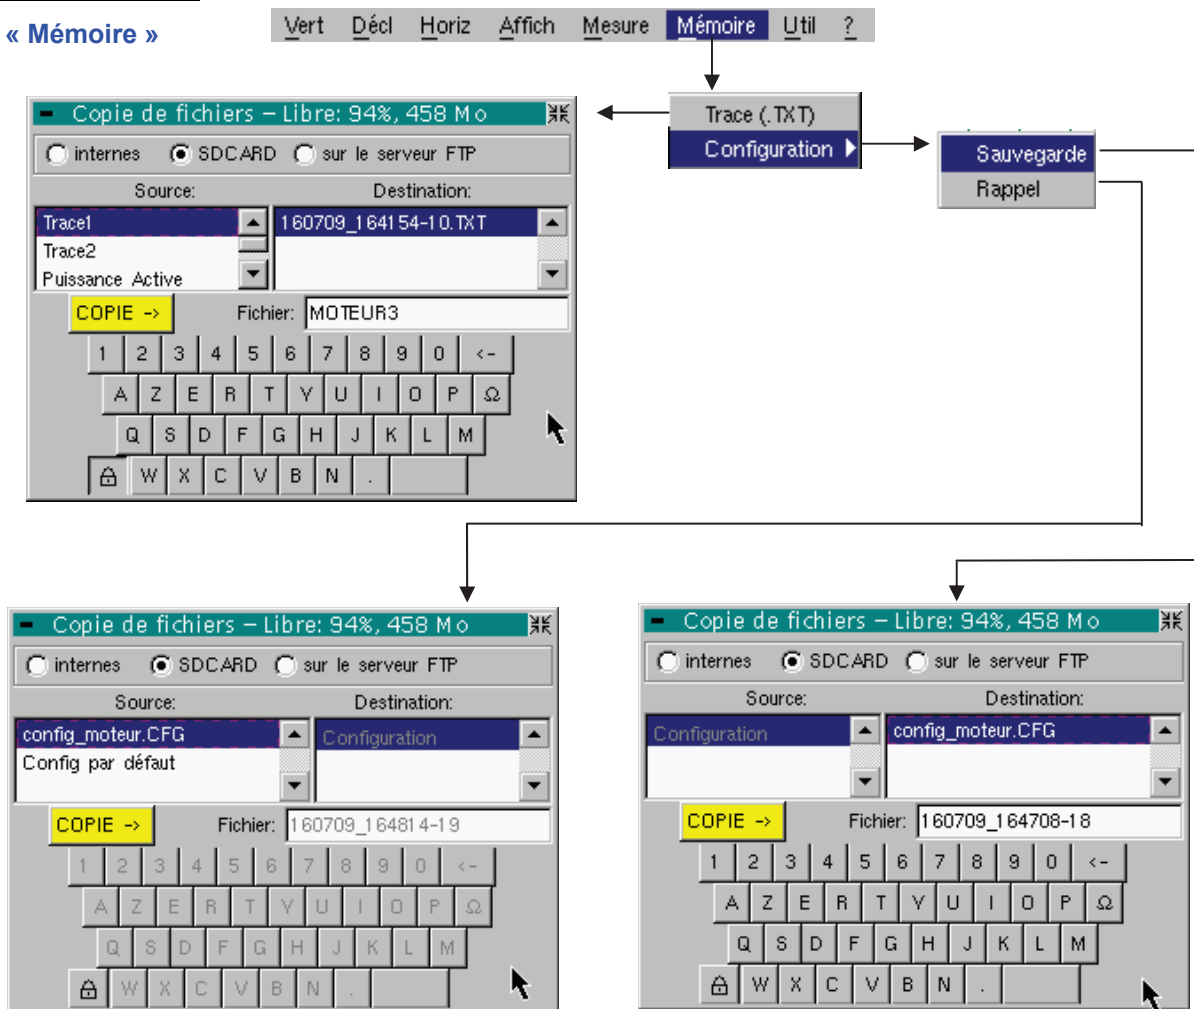 « Mémoire »
Vert Décl Horiz Affich Mesure Mémoire Util ?
Trace (.TXT)
Configuration
Sauvegarde
Rappel
Copie de fichiers – Libre: 94%, 458 Mo
internes SDCARD sur le serveur FTP
Source: Destination:
Trace1 160709_164154-10.TXT
Trace2
Puissance Active
COPIE -> Fichier: MOTEUR3
1 2 3 4 5 6 7 8 9 0 <-
A Z E R T Y U I O P Ω
Q S D F G H J K L M
W X C V B N .
Copie de fichiers – Libre: 94%, 458 Mo
internes SDCARD sur le serveur FTP
Source: Destination:
config_moteur.CFG Configuration
Config par défaut
COPIE -> Fichier: 160709_164814-19
1 2 3 4 5 6 7 8 9 0 <-
A Z E R T Y U I O P Ω
Q S D F G H J K L M
W X C V B N .
Copie de fichiers – Libre: 94%, 458 Mo
internes SDCARD sur le serveur FTP
Source: Destination:
Configuration config_moteur.CFG
COPIE -> Fichier: 160709_164708-18
1 2 3 4 5 6 7 8 9 0 <-
A Z E R T Y U I O P Ω
Q S D F G H J K L M
W X C V B N .